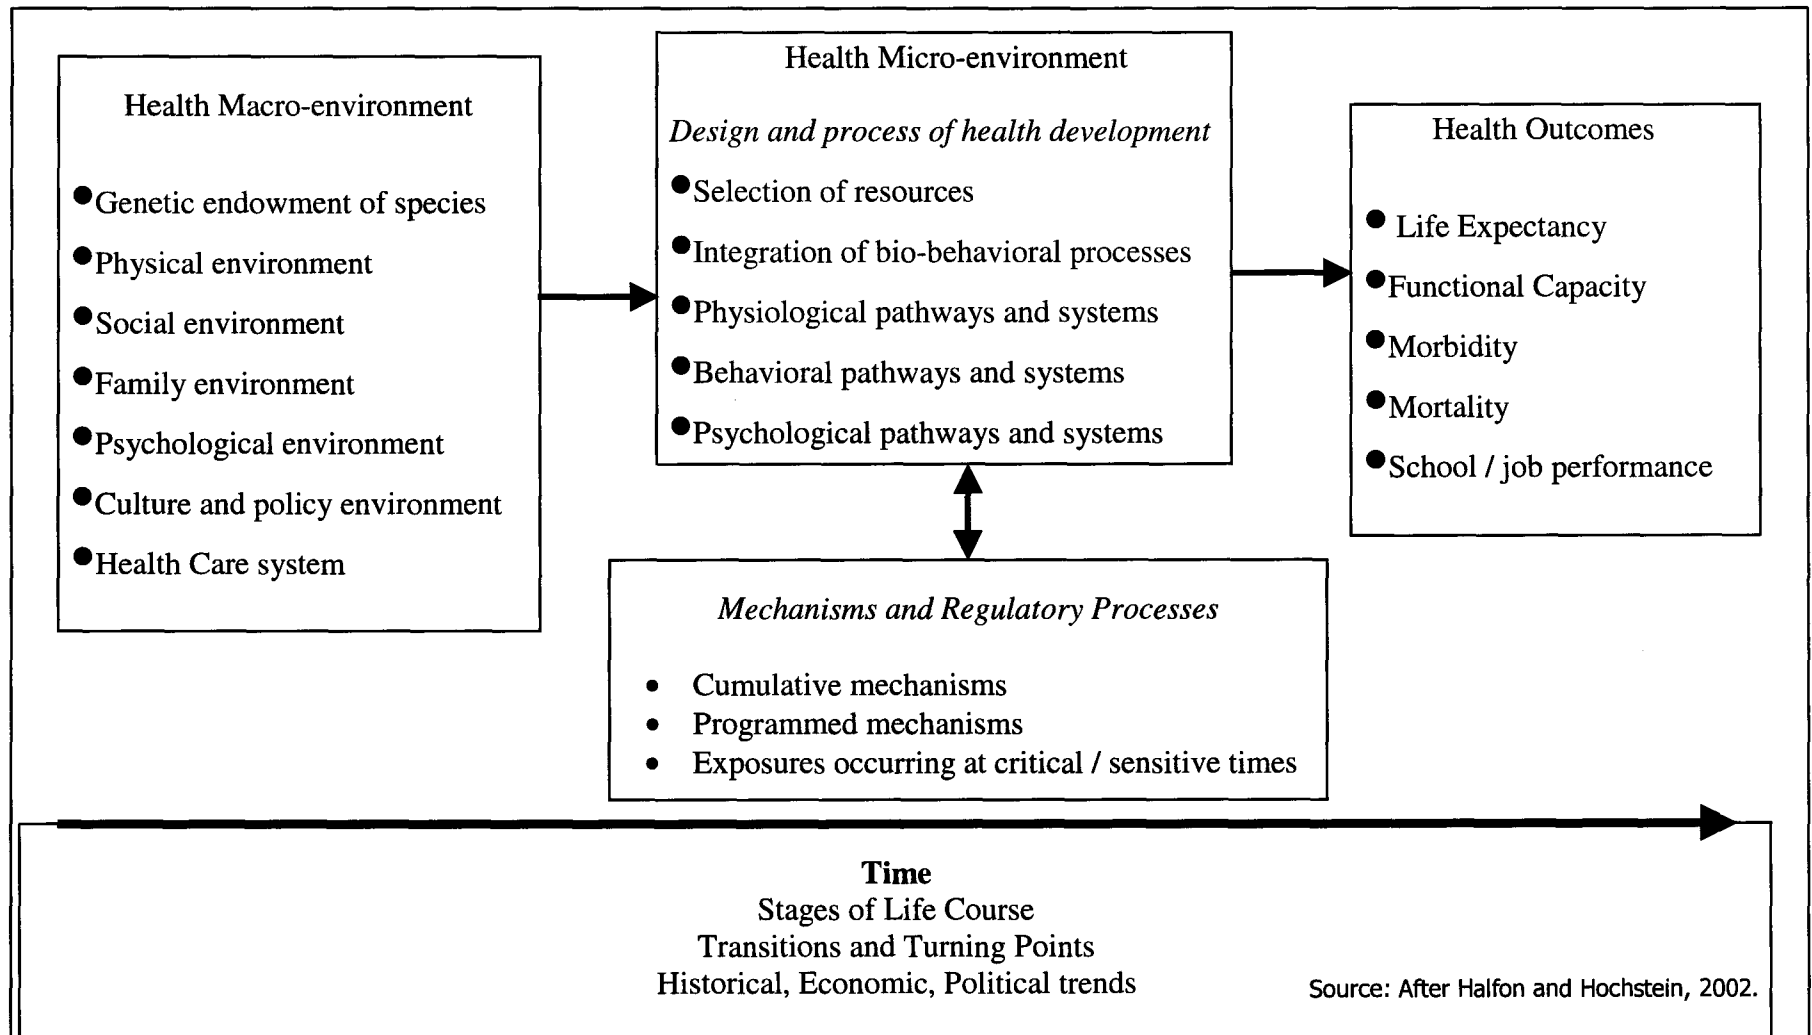 Health Macro-environment
●Genetic endowment of species
●Physical environment
●Social environment
●Family environment
●Psychological environment
●Culture and policy environment
●Health Care system
Health Micro-environment
Design and process of health development
●Selection of resources
●Integration of bio-behavioral processes
●Physiological pathways and systems
●Behavioral pathways and systems
●Psychological pathways and systems
Health Outcomes
● Life Expectancy
●Functional Capacity
●Morbidity
●Mortality
●School / job performance
Mechanisms and Regulatory Processes
• Cumulative mechanisms
• Programmed mechanisms
• Exposures occurring at critical / sensitive times
Time
Stages of Life Course
Transitions and Turning Points
Historical, Economic, Political trends
Source: After Halfon and Hochstein, 2002.